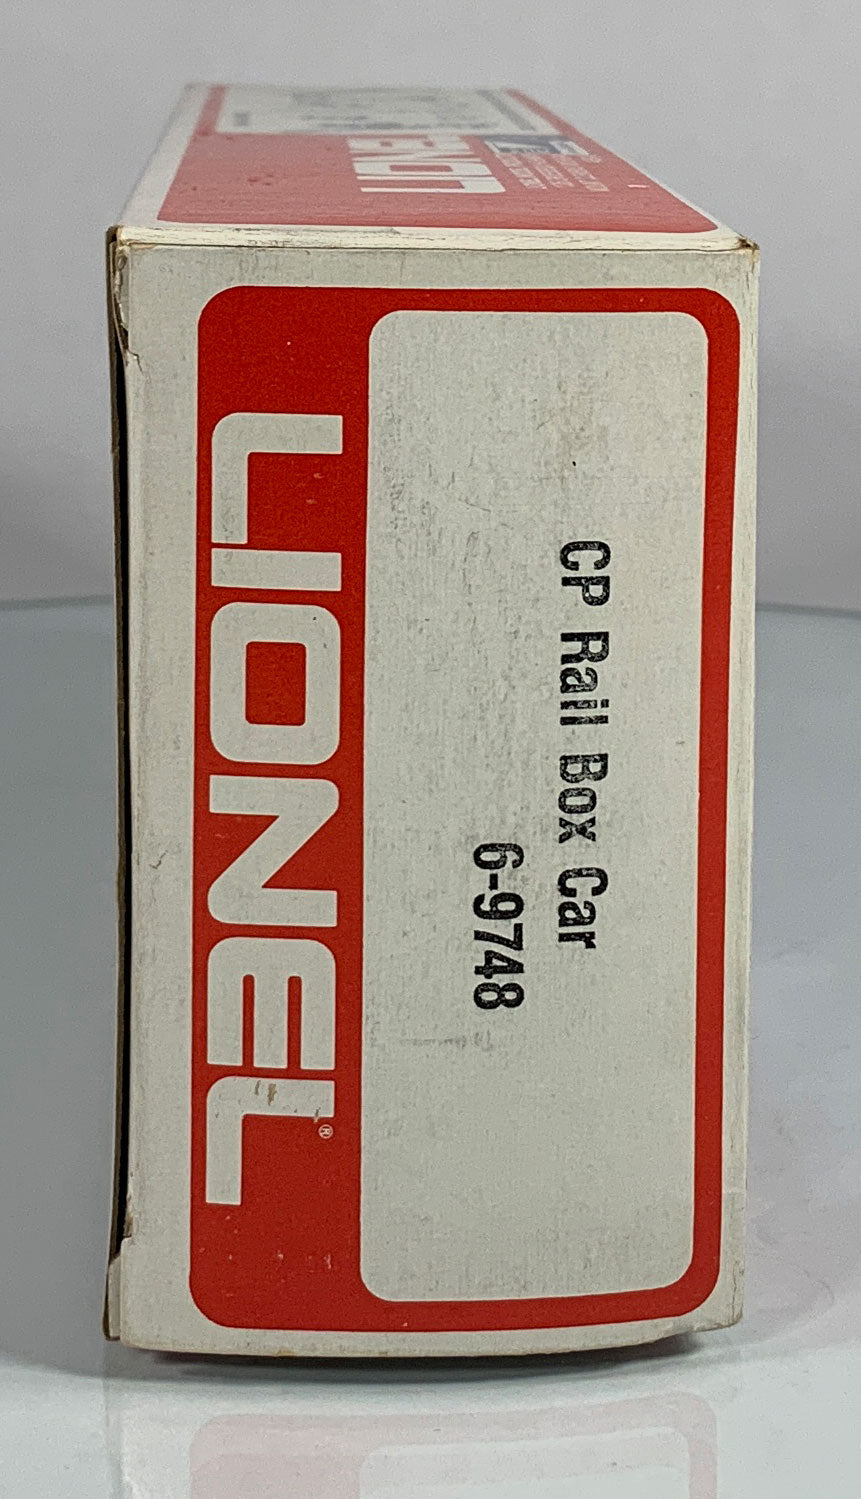 LIONEL®
CP Rail Box Car
6-9748